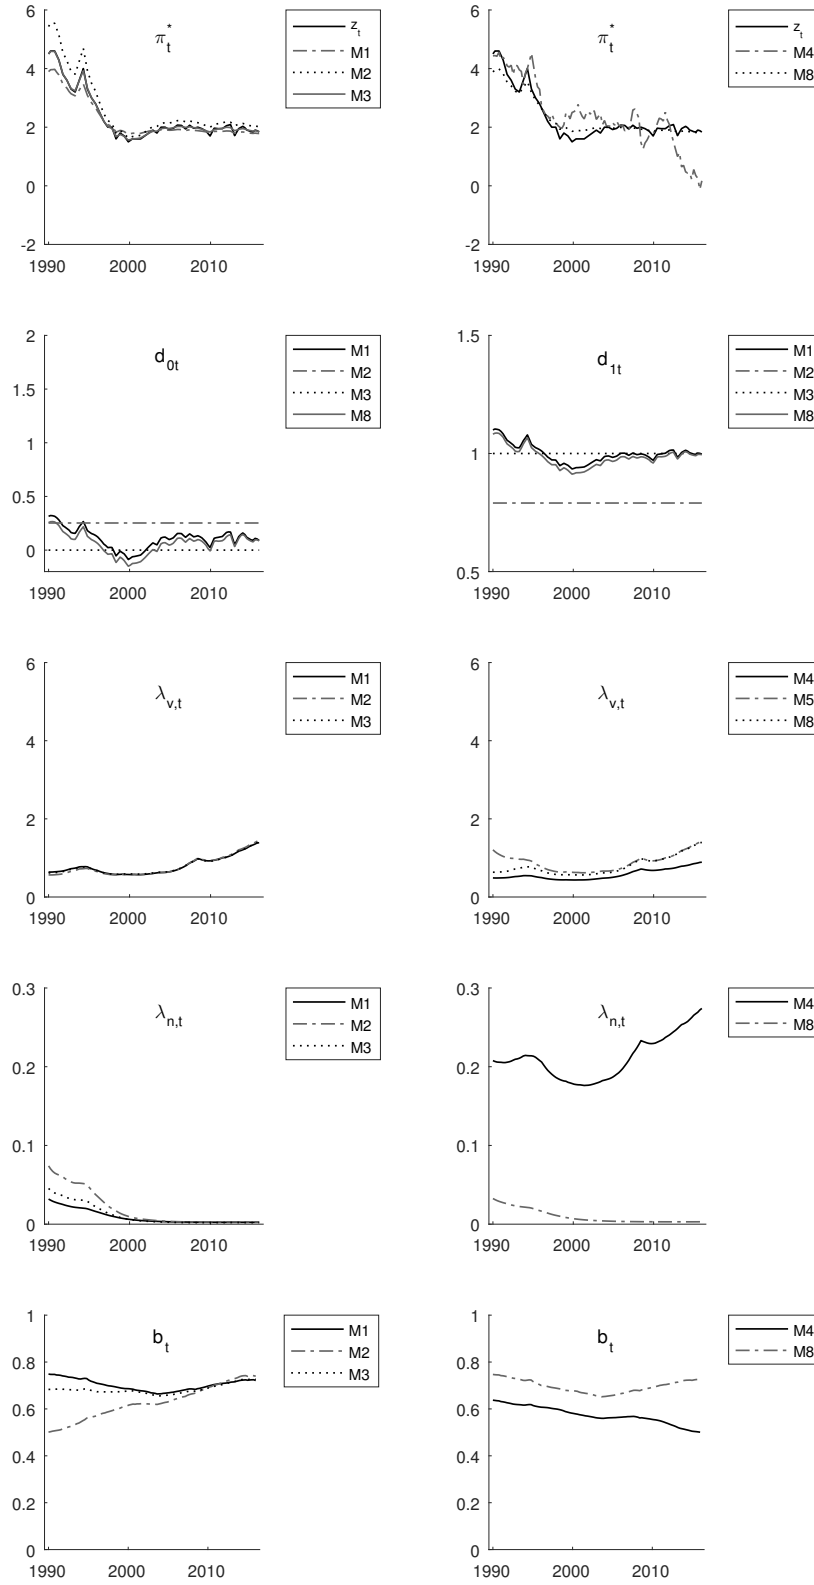 π*t
6
4
2
0
-2
1990 2000 2010
zt
M1
M2
M3
π*t
6
4
2
0
-2
1990 2000 2010
zt
M4
M8
d0t
2
1.5
1
0.5
0
1990 2000 2010
M1
M2
M3
M8
d1t
1.5
1
0.5
1990 2000 2010
M1
M2
M3
M8
λv,t
6
4
2
0
1990 2000 2010
M1
M2
M3
λv,t
6
4
2
0
1990 2000 2010
M4
M5
M8
λn,t
0.3
0.2
0.1
0
1990 2000 2010
M1
M2
M3
λn,t
0.3
0.2
0.1
0
1990 2000 2010
M4
M8
bt
1
0.8
0.6
0.4
0.2
0
1990 2000 2010
M1
M2
M3
bt
1
0.8
0.6
0.4
0.2
0
1990 2000 2010
M4
M8